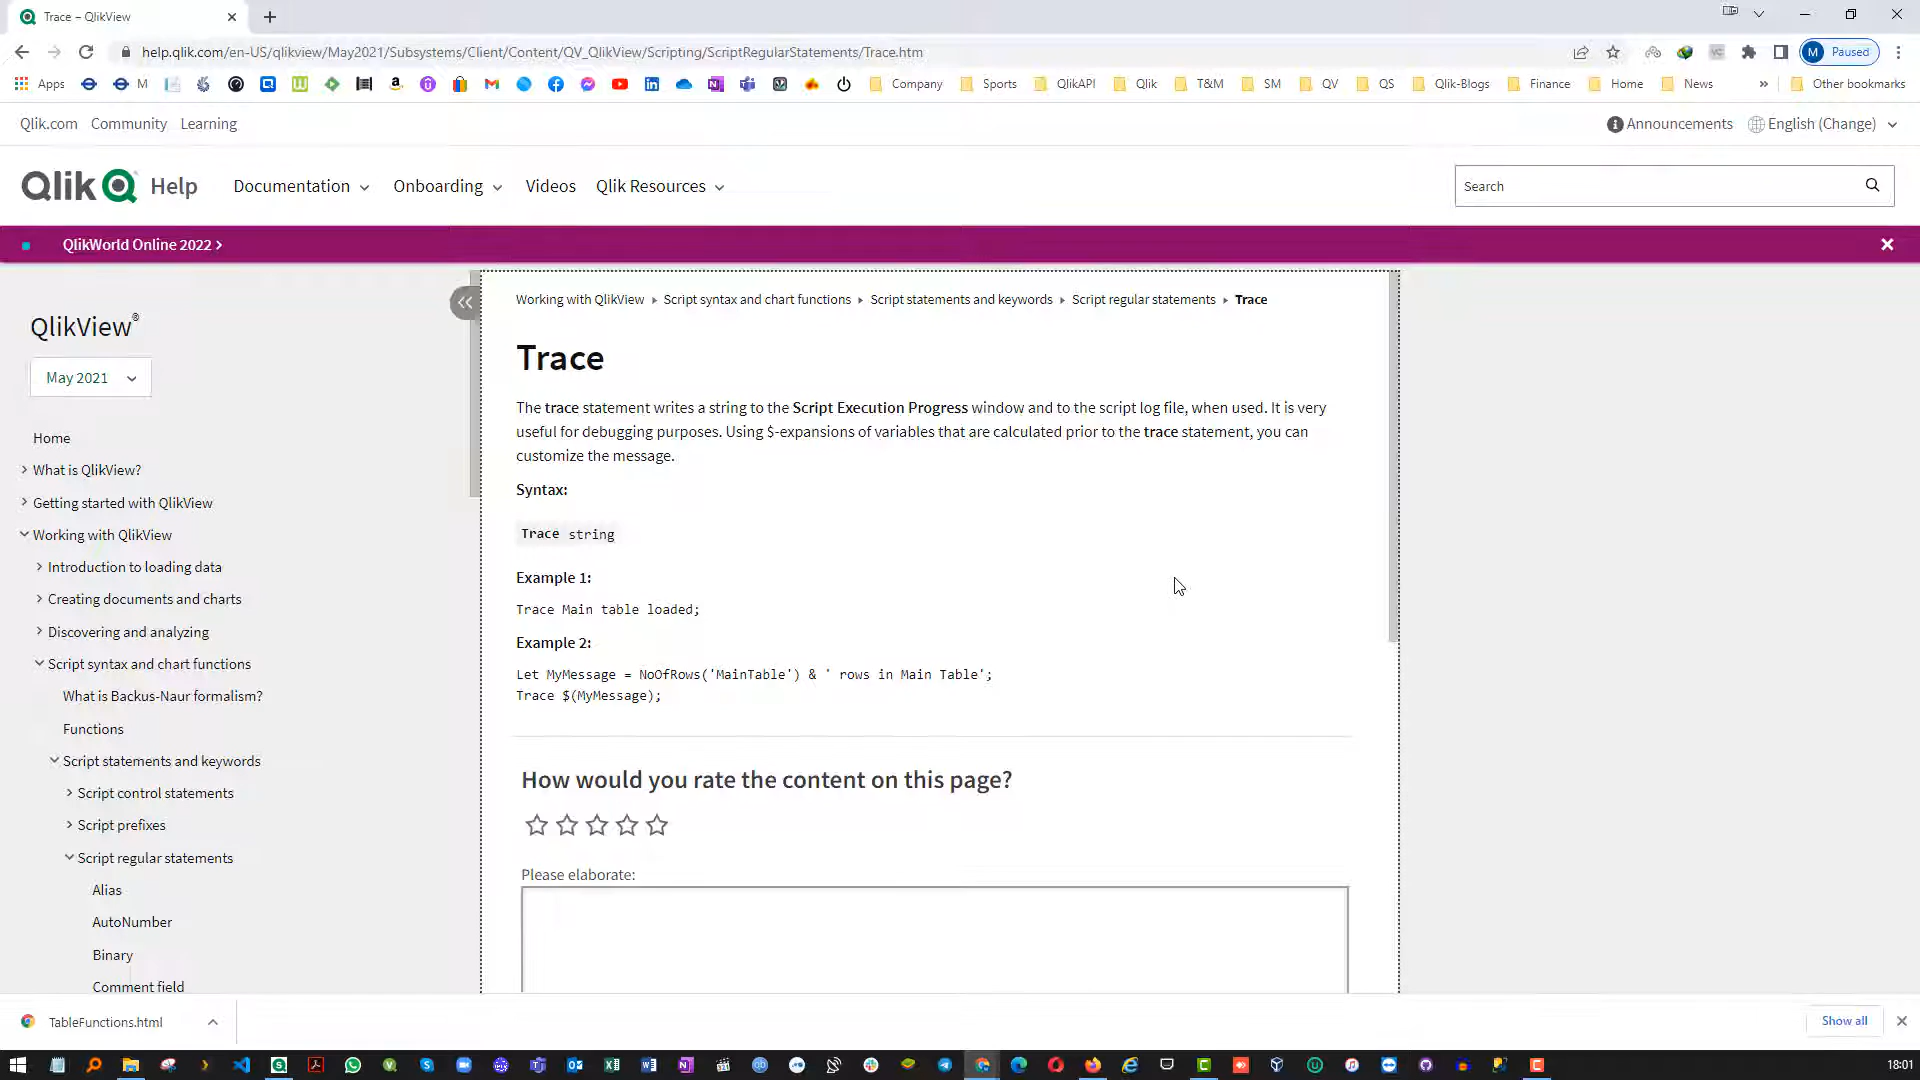 Trace – QlikView
help.qlik.com/en-US/qlikview/May2021/Subsystems/Client/Content/QV_QlikView/Scripting/ScriptRegularStatements/Trace.htm
M Paused
Apps M Company Sports QlikAPI Qlik T&M SM QV QS Qlik-Blogs Finance Home News » Other bookmarks
Qlik.com Community Learning
Announcements English (Change)
Qlik Help Documentation Onboarding Videos Qlik Resources
Search
QlikWorld Online 2022 >
Working with QlikView Script syntax and chart functions Script statements and keywords Script regular statements Trace
QlikView®
May 2021
Home
What is QlikView?
Getting started with QlikView
Working with QlikView
Introduction to loading data
Creating documents and charts
Discovering and analyzing
Script syntax and chart functions
What is Backus-Naur formalism?
Functions
Script statements and keywords
Script control statements
Script prefixes
Script regular statements
Alias
AutoNumber
Binary
Comment field
Trace
The trace statement writes a string to the Script Execution Progress window and to the script log file, when used. It is very
useful for debugging purposes. Using $-expansions of variables that are calculated prior to the trace statement, you can
customize the message.
Syntax:
Trace string
Example 1:
Trace Main table loaded;
Example 2:
Let MyMessage = NoOfRows('MainTable') & ' rows in Main Table';
Trace $(MyMessage);
How would you rate the content on this page?
Please elaborate:
TableFunctions.html
Show all
18:01